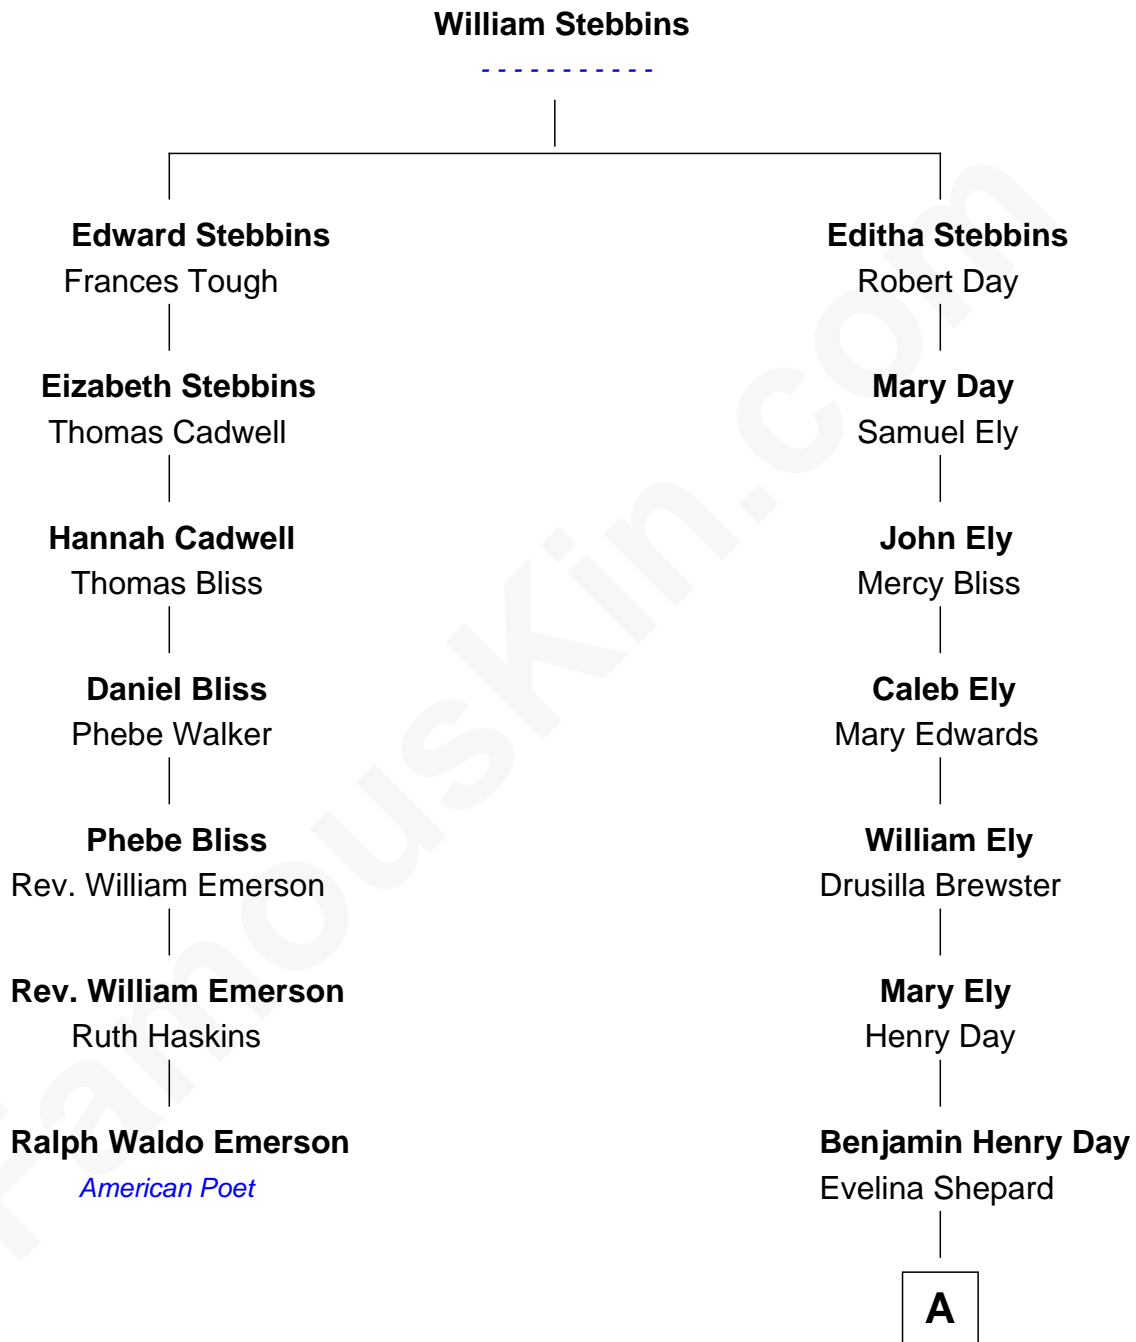 William Stebbins
- - - - - - - - - - -
Edward Stebbins
Frances Tough
Editha Stebbins
Robert Day
Eizabeth Stebbins
Thomas Cadwell
Mary Day
Samuel Ely
Hannah Cadwell
Thomas Bliss
John Ely
Mercy Bliss
Daniel Bliss
Phebe Walker
Caleb Ely
Mary Edwards
Phebe Bliss
Rev. William Emerson
William Ely
Drusilla Brewster
Rev. William Emerson
Ruth Haskins
Mary Ely
Henry Day
Ralph Waldo Emerson
American Poet
Benjamin Henry Day
Evelina Shepard
A
FamousKin.com